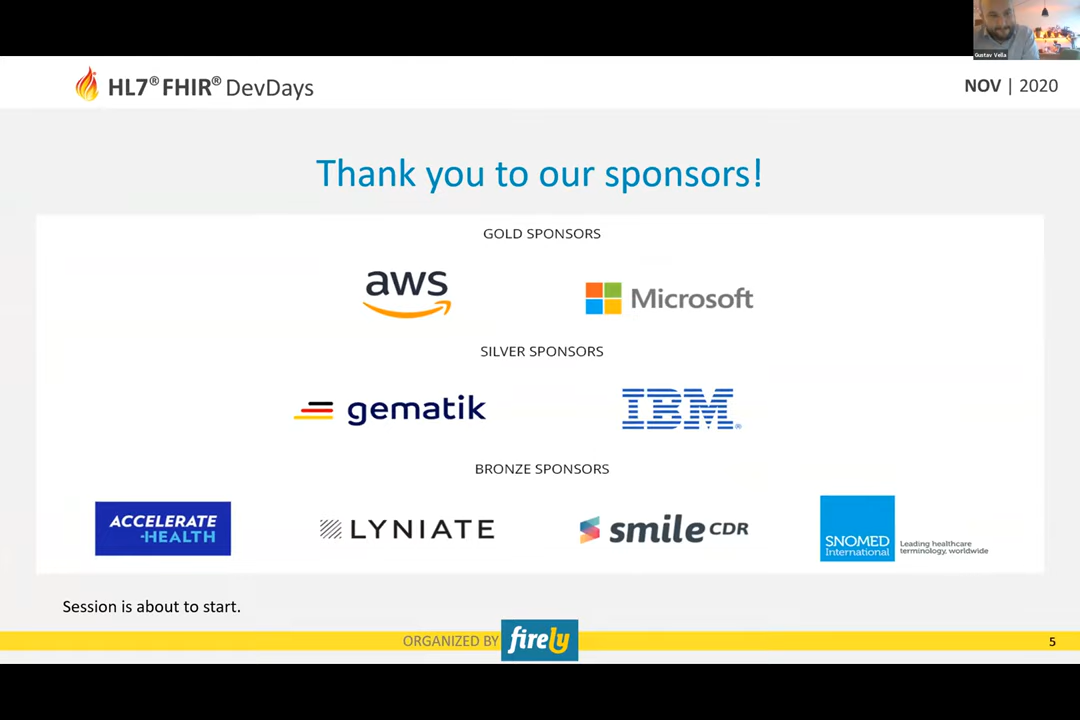 Gustav Vella
HL7® FHIR® DevDays
NOV | 2020
Thank you to our sponsors!
GOLD SPONSORS
aws
Microsoft
SILVER SPONSORS
gematik
IBM®
BRONZE SPONSORS
ACCELERATE
-HEALTH
LYNIATE
smile CDR
SNOMED
International
Leading healthcare
terminology, worldwide
Session is about to start.
ORGANIZED BY firely
5